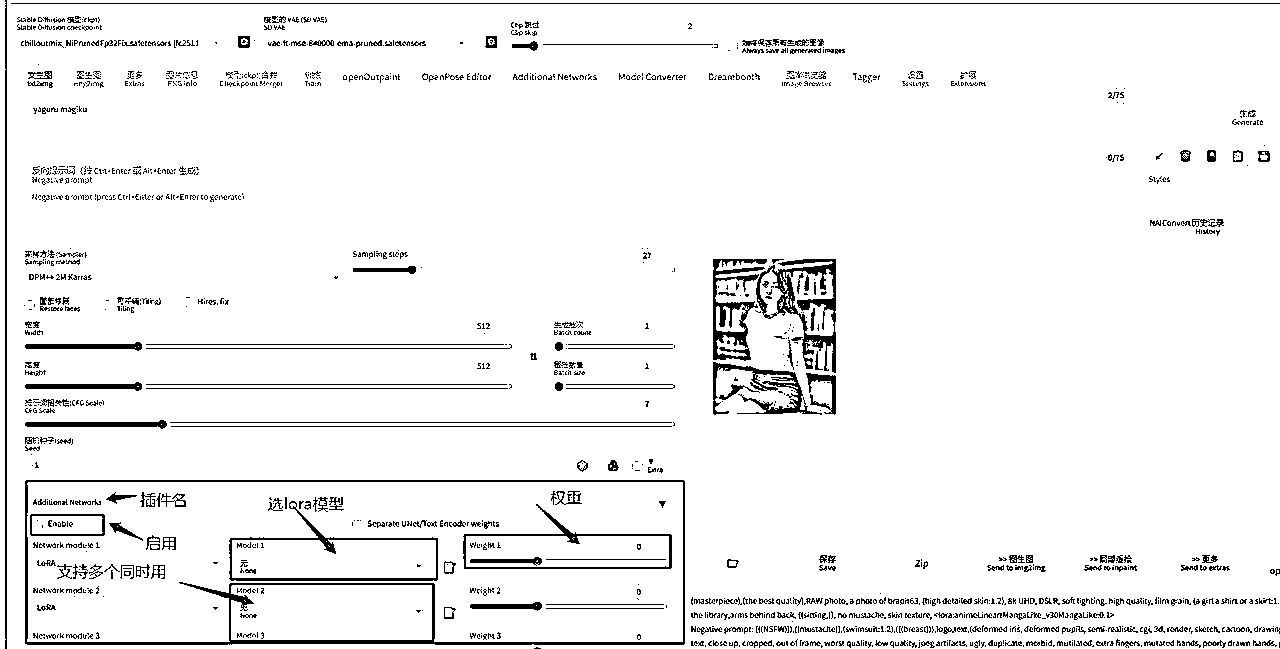 Stable Diffusion 模型(ckpt)
Stable Diffusion checkpoint
模型的 VAE (SD VAE)
SD VAE
Clip 跳过
Clip skip
2
vae-ft-mse-840000-ema-pruned.safetensors
始终保存所有生成的图像
Always save all generated images
文生图
txt2img
图生图
img2img
更多
Extras
图片信息
PNG Info
模型(ckpt)合并
Checkpoint Merger
训练
Train
openOutpaint
OpenPose Editor
Additional Networks
Model Converter
Dreambooth
图库浏览器
Image Browser
Tagger
设置
Settings
扩展
Extensions
yaguru magiku
2/75
生成
Generate
反向提示词 (按 Ctrl+Enter 或 Alt+Enter 生成)
Negative prompt
0/75
Negative prompt (press Ctrl+Enter or Alt+Enter to generate)
Styles
NAIConvert历史记录
History
采样方法(Sampler)
Sampling method
DPM++ 2M Karras
Sampling steps
27
面部修复
Restore faces
可平铺(Tiling)
Tiling
Hires. fix
宽度
Width
512
生成批次
Batch count
1
高度
Height
512
每批数量
Batch size
1
提示词相关性(CFG Scale)
CFG Scale
7
随机种子(seed)
Seed
-1
Extra
Additional Networks
插件名
选lora模型
权重
Enable
启用
Separate UNet/Text Encoder weights
Network module 1
LoRA
Model 1
无
None
Weight 1
0
支持多个同时用
Network module 2
LoRA
Model 2
无
None
Weight 2
0
Network module 3
Model 3
Weight 3
0
保存
Save
Zip
>> 图生图
Send to img2img
>> 局部重绘
Send to inpaint
>> 更多
Send to extras
op
(masterpiece),(the best quality),RAW photo, a photo of braph63, (high detailed skin:1.2), 8k UHD, DSLR, soft lighting, high quality, film grain, (a girl a shirt or a skirt:1.
the library,arms behind back, ((sitting,)), no mustache, skin texture, <lora:animeLineartMangaLike_v30MangaLike:0.1>
Negative prompt: [((NSFW))),((mustache)),(swimsuit:1.2),(((breast))),logo,text,(deformed iris, deformed pupils, semi-realistic, cgi, 3d, render, sketch, cartoon, drawing
text, close up, cropped, out of frame, worst quality, low quality, jpeg artifacts, ugly, duplicate, morbid, mutilated, extra fingers, mutated hands, poorly drawn hands,